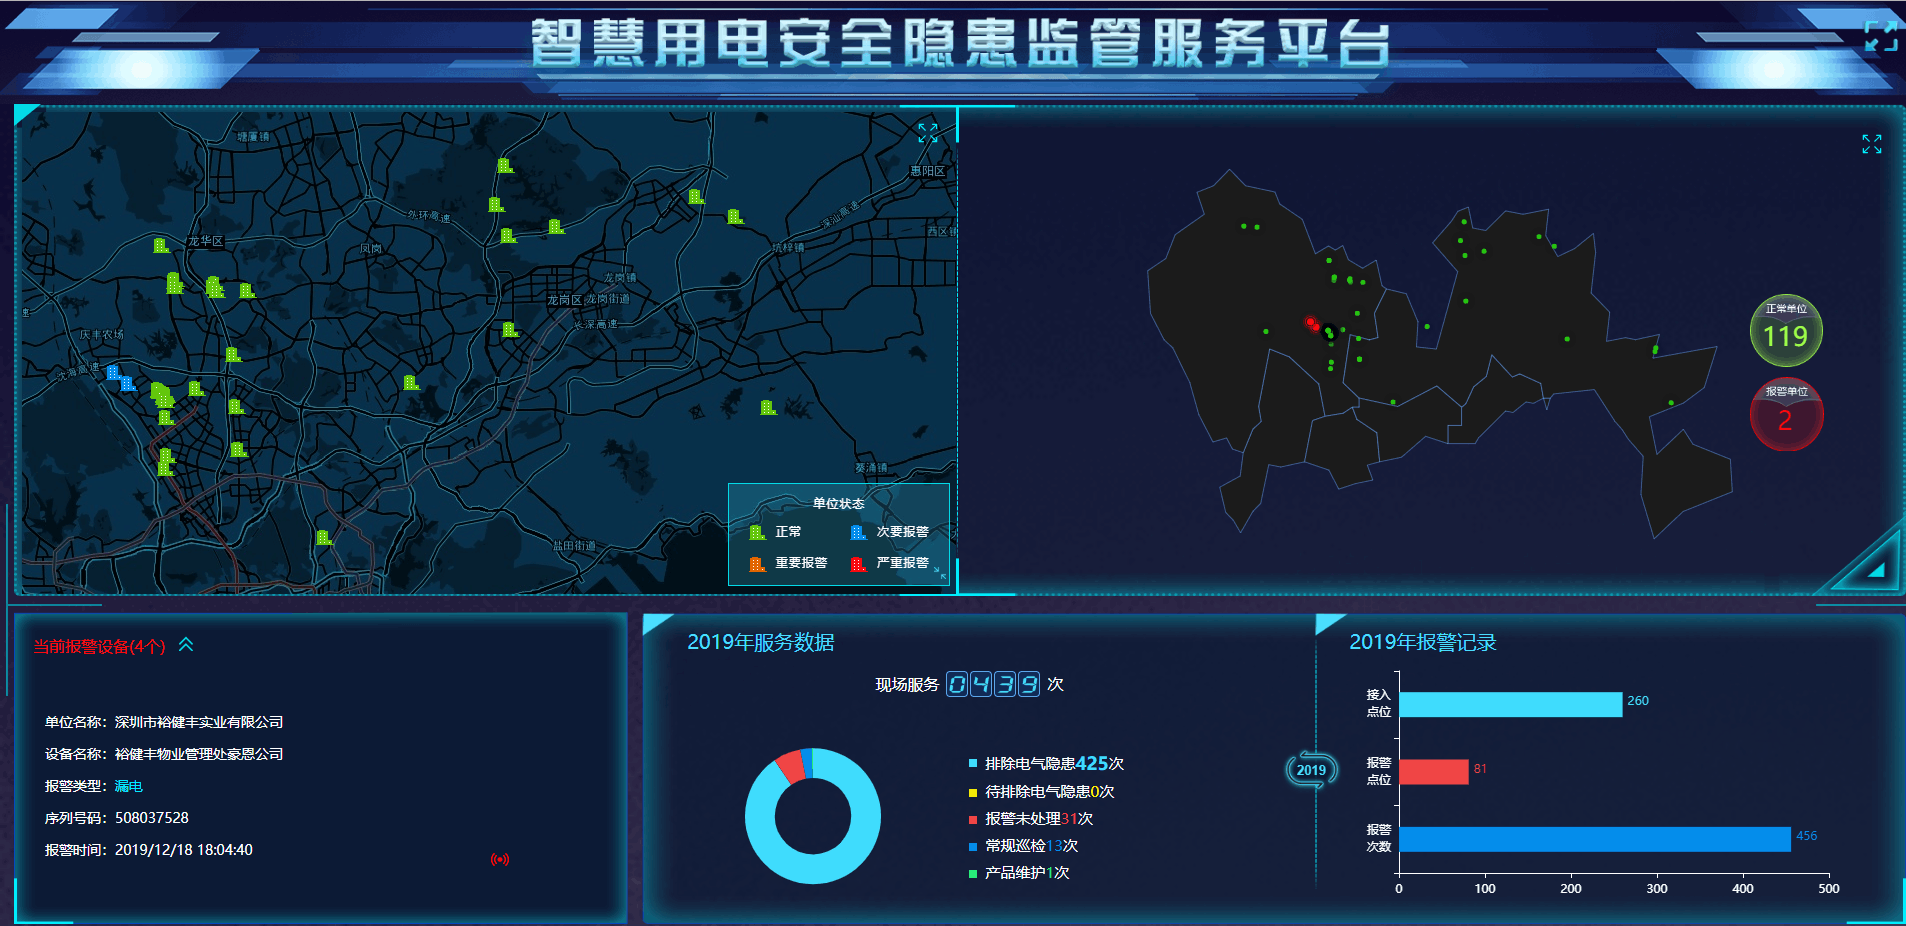 智慧用电安全隐患监管服务平台
塘厦镇
惠阳区
外环高速
深汕高速
西区镇
龙华区
凤岗
坑梓镇
龙岗镇
龙岗区
龙岗街道
长深高速
庆丰农场
沈海高速
葵涌镇
盐田街道
单位状态
正常
次要报警
重要报警
严重报警
正常单位
119
报警单位
2
当前报警设备(4个)
单位名称：深圳市裕健丰实业有限公司
设备名称：裕健丰物业管理处豪恩公司
报警类型：漏电
序列号码：508037528
报警时间：2019/12/18 18:04:40
2019年服务数据
现场服务 0439 次
排除电气隐患425次
待排除电气隐患0次
报警未处理31次
常规巡检13次
产品维护1次
2019
2019年报警记录
接入
点位
260
报警
点位
81
报警
次数
456
0 100 200 300 400 500